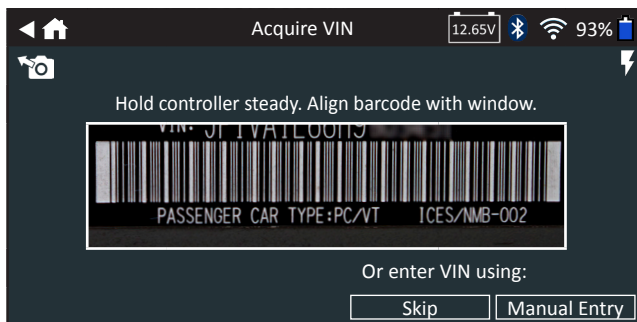 Acquire VIN
12.65V
93%
Hold controller steady. Align barcode with window.
VIN:
PASSENGER CAR TYPE:PC/VT ICES/NMB-002
Or enter VIN using:
Skip
Manual Entry